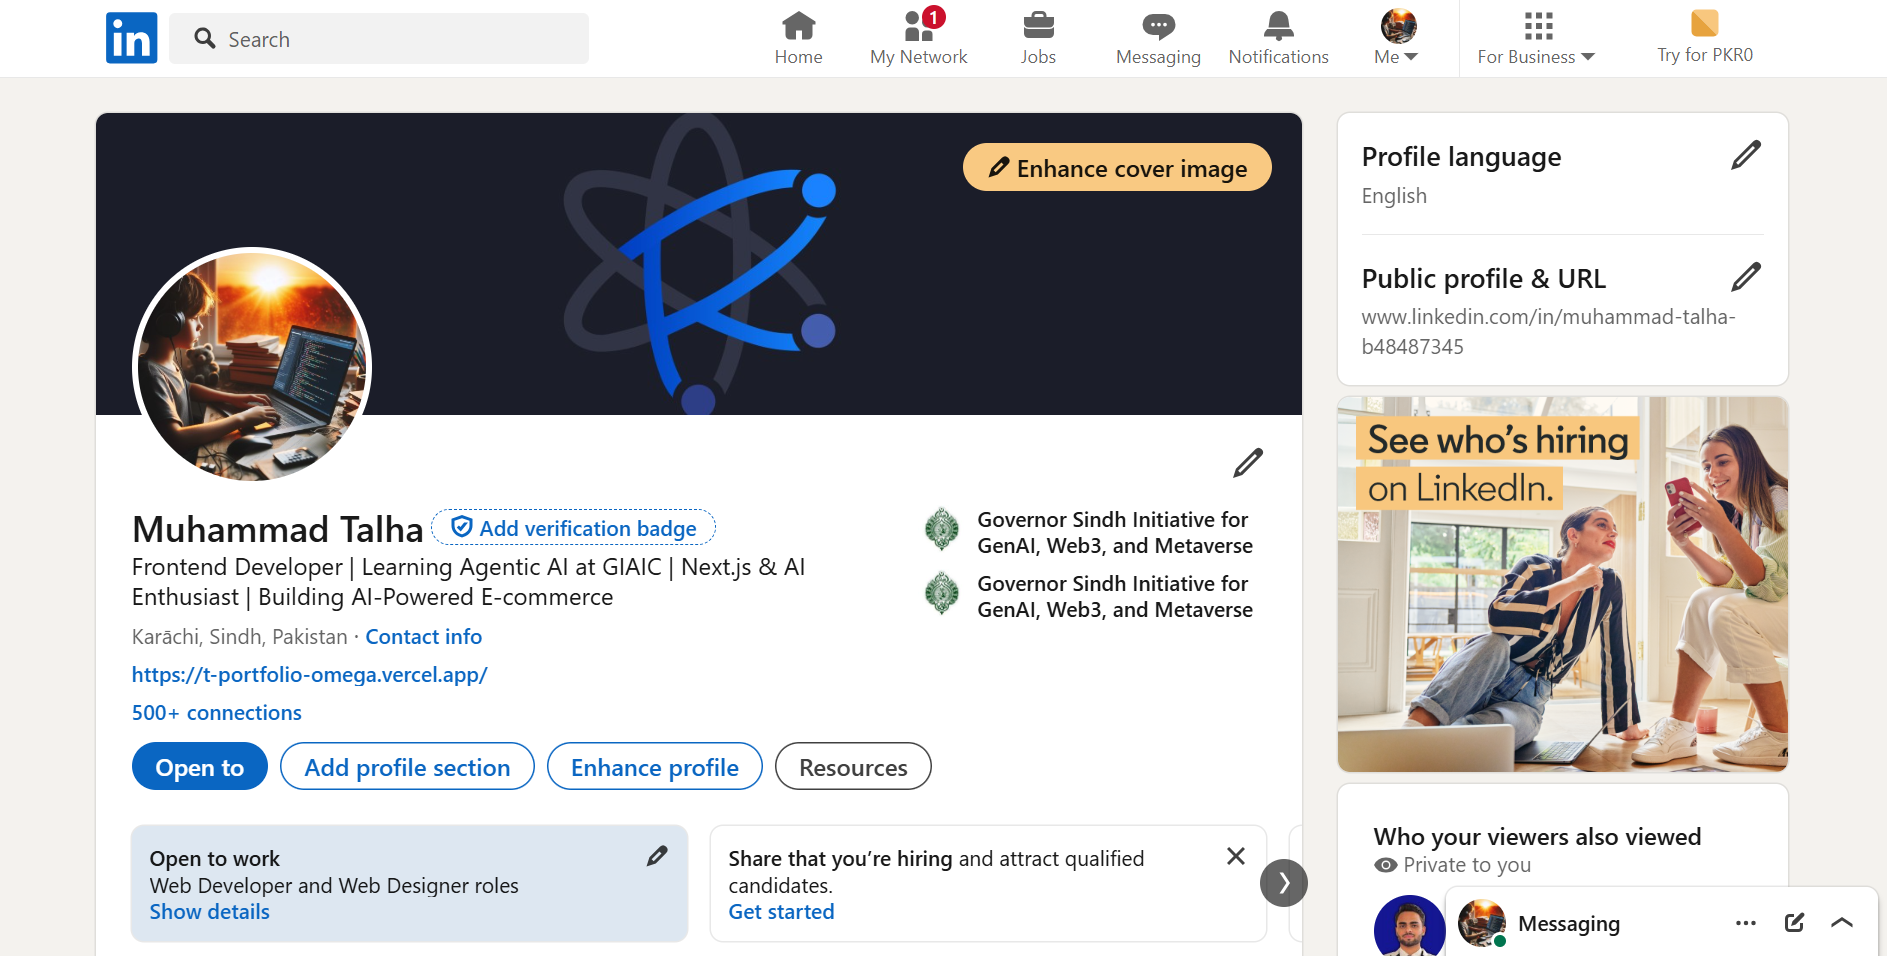 in
Search
Home
1
My Network
Jobs
Messaging
Notifications
Me
For Business
Try for PKR0
Enhance cover image
Muhammad Talha
Add verification badge
Frontend Developer | Learning Agentic AI at GIAIC | Next.js & AI
Enthusiast | Building AI-Powered E-commerce
Karāchi, Sindh, Pakistan · Contact info
https://t-portfolio-omega.vercel.app/
500+ connections
Governor Sindh Initiative for
GenAI, Web3, and Metaverse
Governor Sindh Initiative for
GenAI, Web3, and Metaverse
Open to
Add profile section
Enhance profile
Resources
Open to work
Web Developer and Web Designer roles
Show details
Share that you're hiring and attract qualified
candidates.
Get started
Profile language
English
Public profile & URL
www.linkedin.com/in/muhammad-talha-
b48487345
See who's hiring
on LinkedIn.
Who your viewers also viewed
Private to you
Messaging